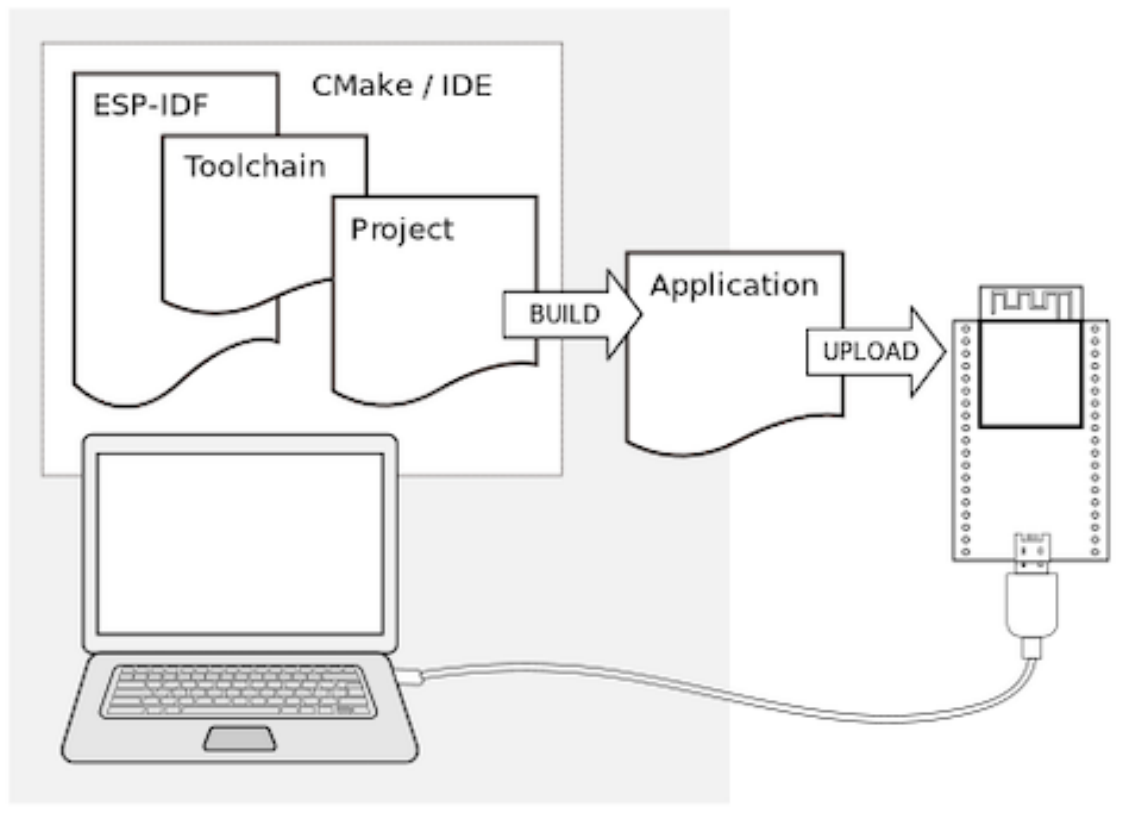 CMake / IDE
ESP-IDF
Toolchain
Project
BUILD
Application
UPLOAD